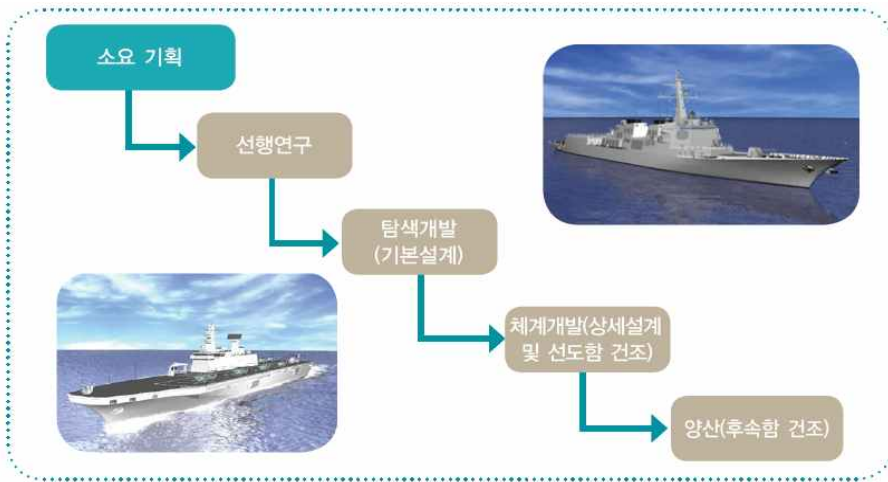 소요 기획
선행연구
탐색개발
(기본설계)
체계개발(상세설계
및 선도함 건조)
양산(후속함 건조)